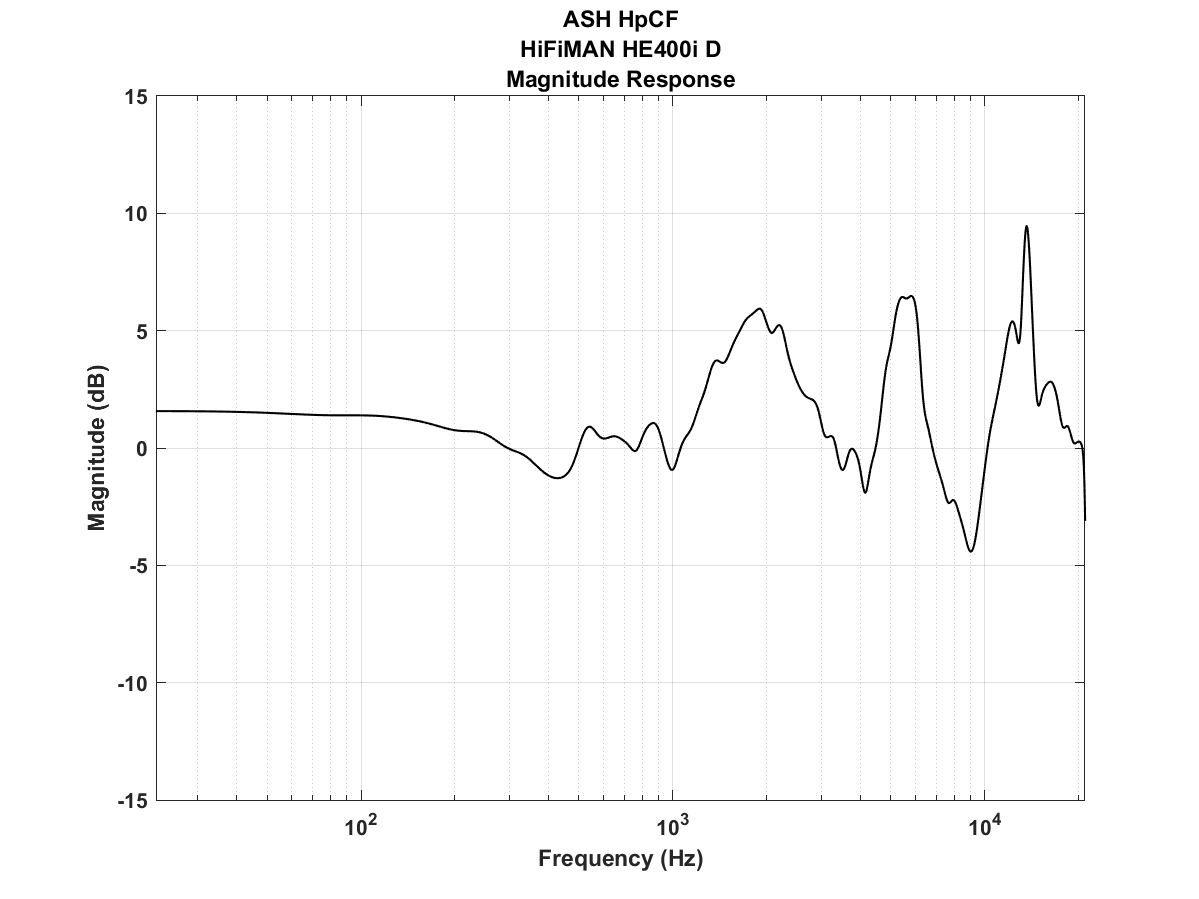 ASH HpCF
HiFiMAN HE400i D
Magnitude Response
15
10
5
0
-5
-10
-15
Magnitude (dB)
10²
10³
10⁴
Frequency (Hz)